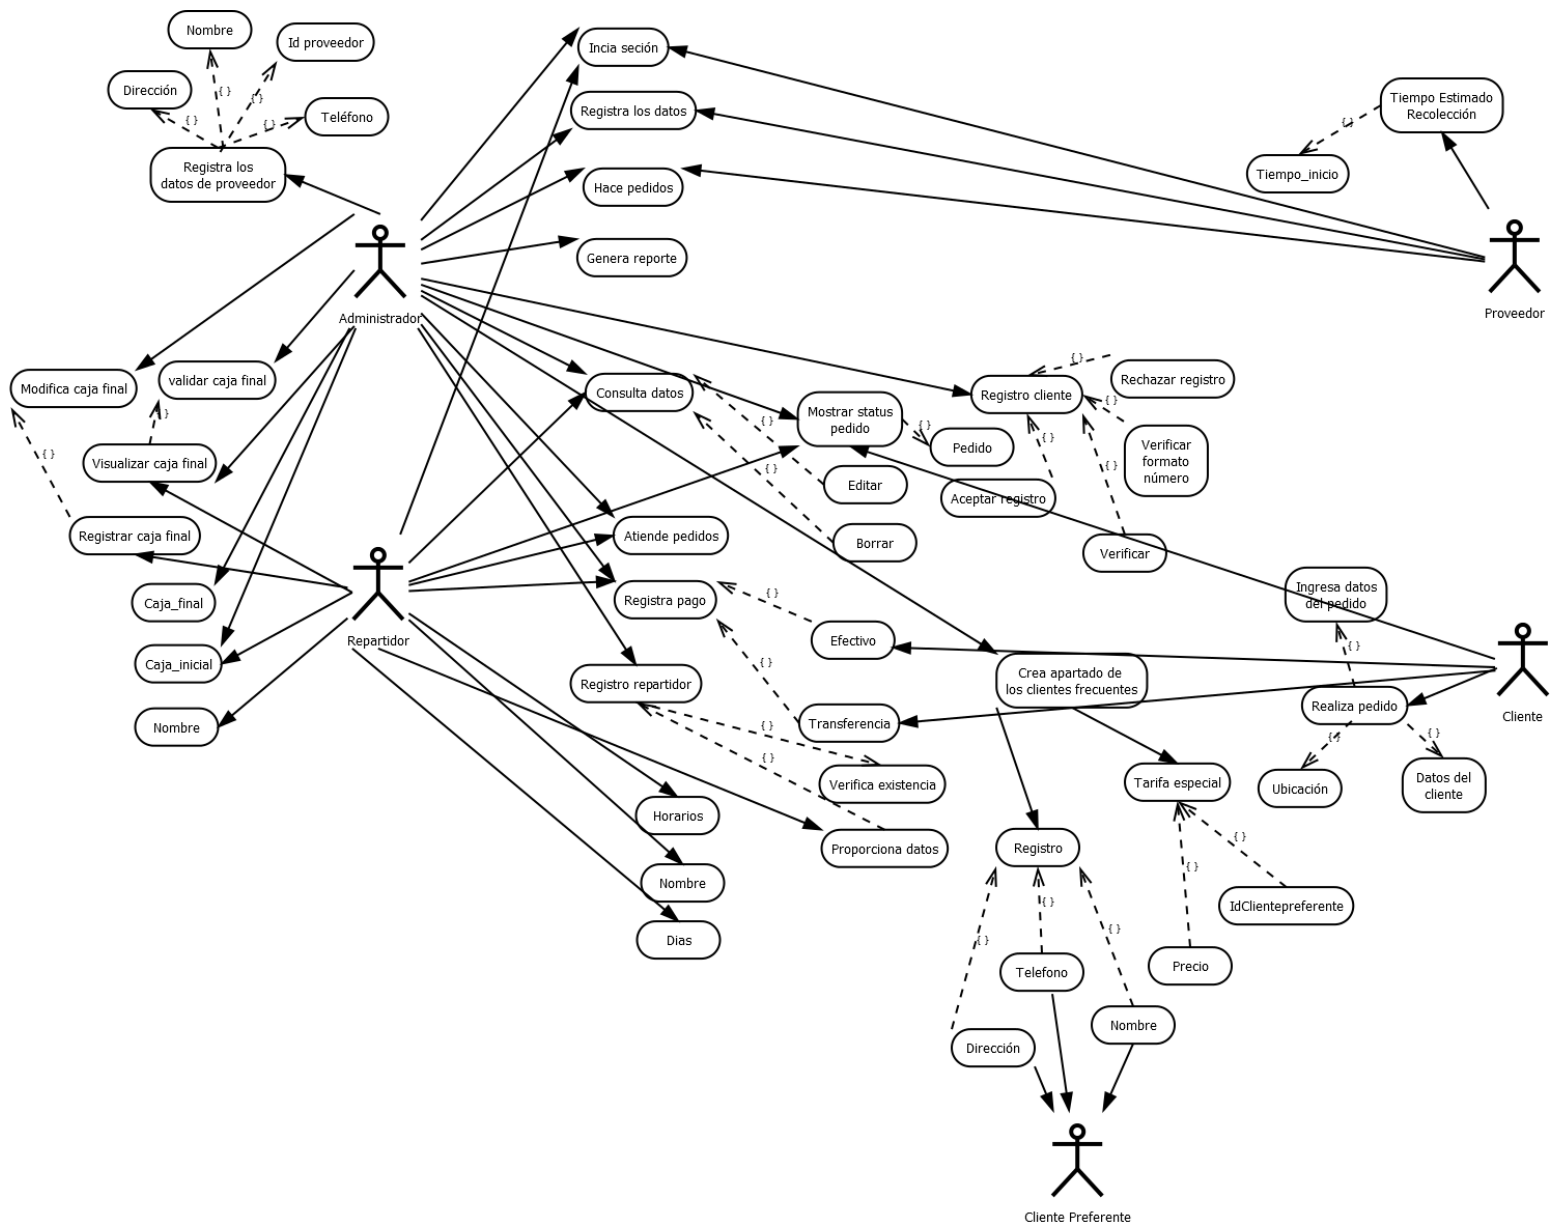 Nombre
Id proveedor
Incia seción
Dirección
{ }
{ }
Tiempo Estimado
Recolección
Registra los datos
Teléfono
{ }
{ }
{ }
Registra los
datos de proveedor
Hace pedidos
Tiempo_inicio
Genera reporte
Administrador
Proveedor
Modifica caja final
validar caja final
Consulta datos
Registro cliente
{ }
Rechazar registro
{ }
{ }
Mostrar status
pedido
{ }
Pedido
{ }
{ }
Verificar
formato
número
{ }
Visualizar caja final
{ }
{ }
{ }
Editar
Aceptar registro
Registrar caja final
Atiende pedidos
Borrar
Verificar
Caja_final
Registra pago
{ }
Ingresa datos
del pedido
Repartidor
Efectivo
{ }
Caja_inicial
{ }
Registro repartidor
Crea apartado de
los clientes frecuentes
Realiza pedido
Cliente
Nombre
{ }
Transferencia
{ }
{ }
{ }
Verifica existencia
Tarifa especial
Ubicación
Datos del
cliente
Horarios
Proporciona datos
Registro
{ }
{ }
Nombre
IdClientepreferente
{ }
{ }
{ }
Dias
Telefono
Precio
Nombre
Dirección
Cliente Preferente